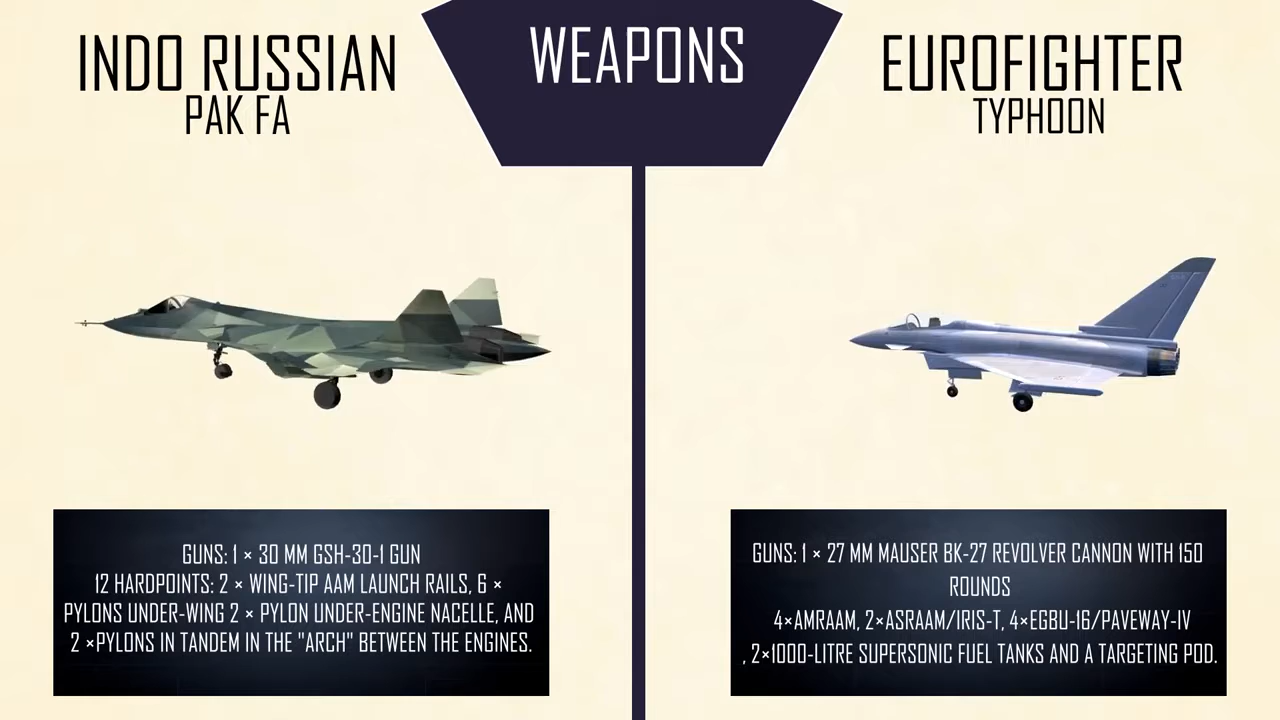 WEAPONS
INDO RUSSIAN
PAK FA
GUNS: 1 × 30 MM GSH-30-1 GUN
12 HARDPOINTS: 2 × WING-TIP AAM LAUNCH RAILS, 6 ×
PYLONS UNDER-WING 2 × PYLON UNDER-ENGINE NACELLE, AND
2 ×PYLONS IN TANDEM IN THE "ARCH" BETWEEN THE ENGINES.
EUROFIGHTER
TYPHOON
GUNS: 1 × 27 MM MAUSER BK-27 REVOLVER CANNON WITH 150
ROUNDS
4×AMRAAM, 2×ASRAAM/IRIS-T, 4×EGBU-16/PAVEWAY-IV
, 2×1000-LITRE SUPERSONIC FUEL TANKS AND A TARGETING POD.